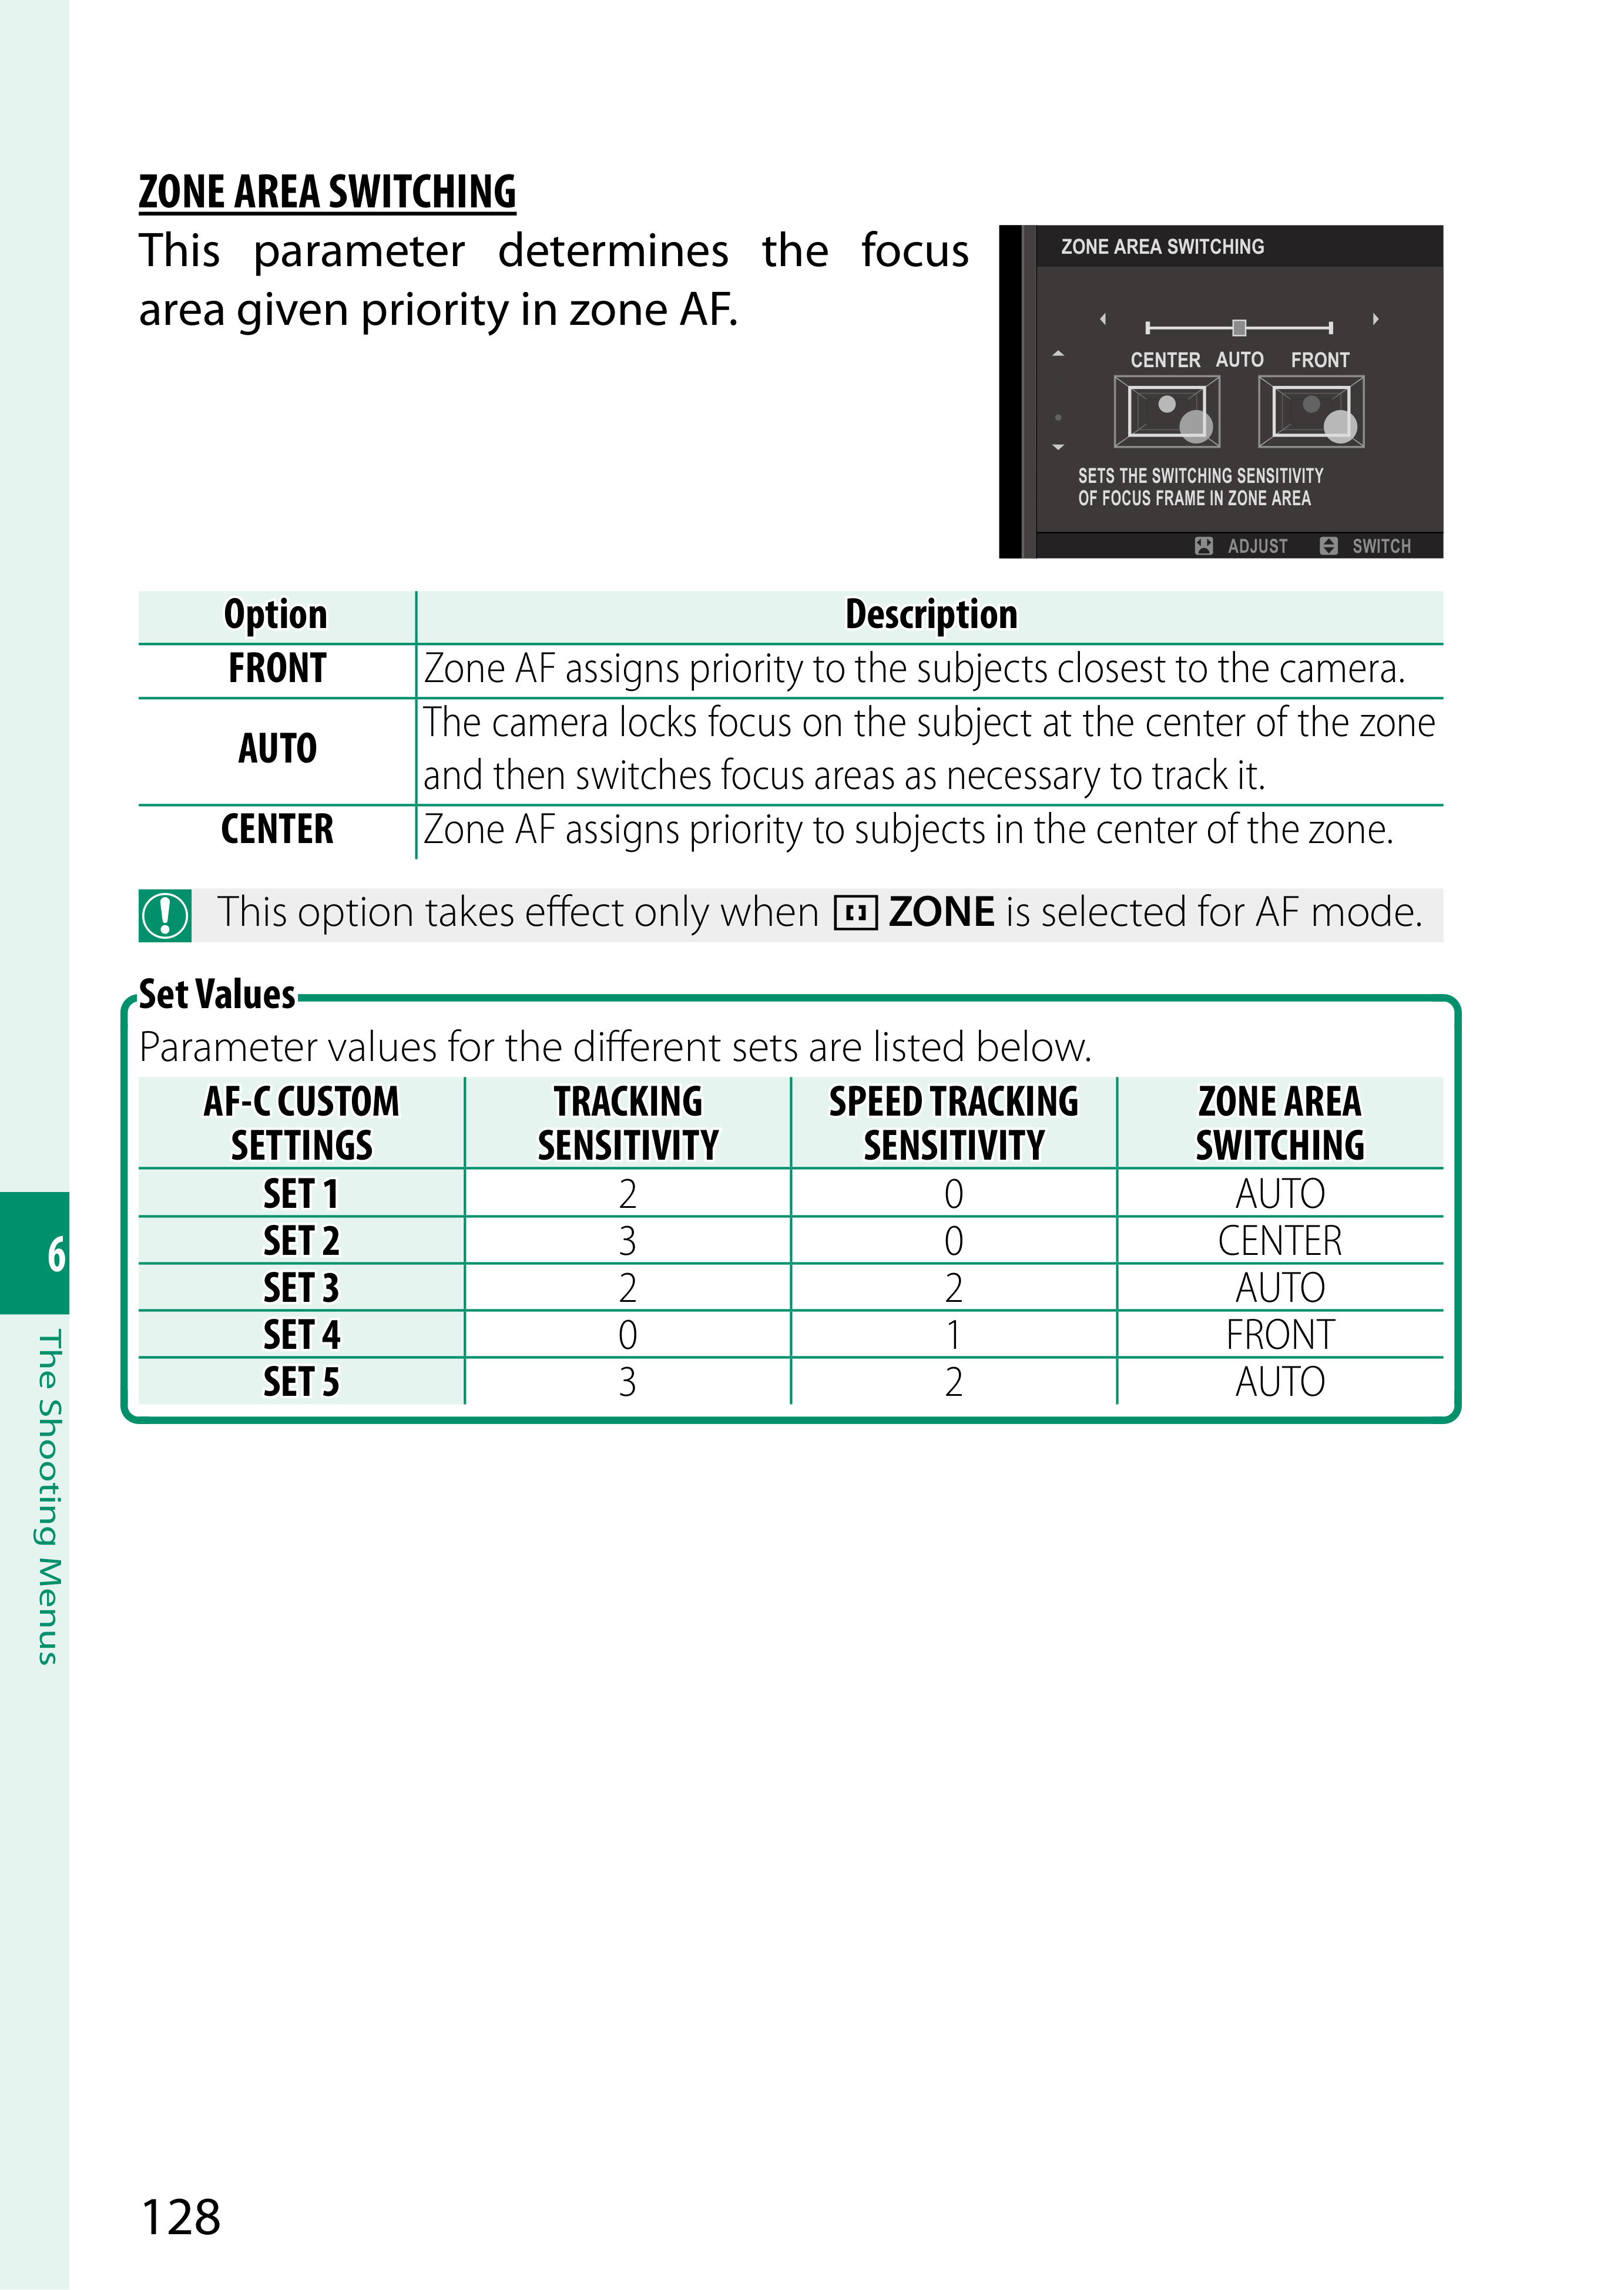 ZONE AREA SWITCHING
This parameter determines the focus
area given priority in zone AF.
ZONE AREA SWITCHING
CENTER AUTO FRONT
SETS THE SWITCHING SENSITIVITY
OF FOCUS FRAME IN ZONE AREA
ADJUST SWITCH
Option Description
FRONT Zone AF assigns priority to the subjects closest to the camera.
AUTO The camera locks focus on the subject at the center of the zone
and then switches focus areas as necessary to track it.
CENTER Zone AF assigns priority to subjects in the center of the zone.
This option takes effect only when ZONE is selected for AF mode.
Set Values
Parameter values for the different sets are listed below.
AF-C CUSTOM SETTINGS TRACKING SENSITIVITY SPEED TRACKING SENSITIVITY ZONE AREA SWITCHING
SET 1 2 0 AUTO
SET 2 3 0 CENTER
SET 3 2 2 AUTO
SET 4 0 1 FRONT
SET 5 3 2 AUTO
6
The Shooting Menus
128